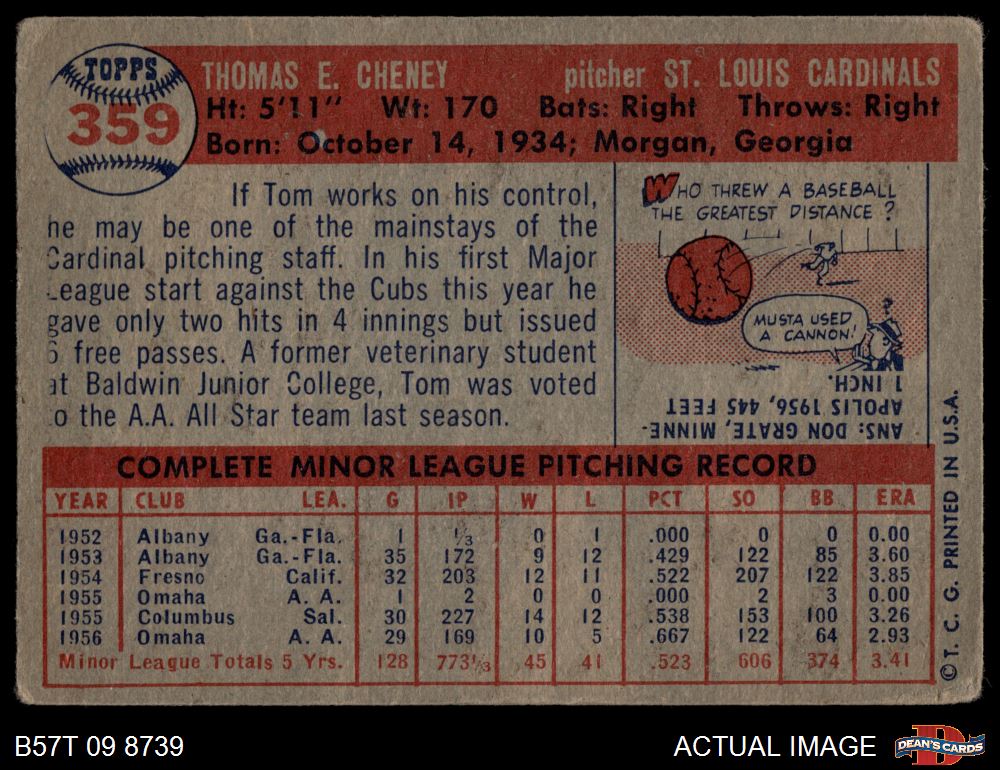 TOPPS
359
THOMAS E. CHENEY pitcher ST. LOUIS CARDINALS
Ht: 5'11" Wt: 170 Bats: Right Throws: Right
Born: October 14, 1934; Morgan, Georgia
If Tom works on his control,
he may be one of the mainstays of the
Cardinal pitching staff. In his first Major
League start against the Cubs this year he
gave only two hits in 4 innings but issued
6 free passes. A former veterinary student
at Baldwin Junior College, Tom was voted
to the A.A. All Star team last season.
WHO THREW A BASEBALL
THE GREATEST DISTANCE?
MUSTA USED
A CANNON!
?
ANS: DON GRATE, MINNE-
APOLIS 1956, 445 FEET
1 INCH.
COMPLETE MINOR LEAGUE PITCHING RECORD
YEAR CLUB LEA. G IP W L PCT SO BB ERA
1952 Albany Ga.-Fla. 1 1/3 0 1 .000 0 0 0.00
1953 Albany Ga.-Fla. 35 172 9 12 .429 122 85 3.60
1954 Fresno Calif. 32 203 12 11 .522 207 122 3.85
1955 Omaha A. A. 1 2 0 0 .000 2 3 0.00
1955 Columbus Sal. 30 227 14 12 .538 153 100 3.26
1956 Omaha A. A. 29 169 10 5 .667 122 64 2.93
Minor League Totals 5 Yrs. 128 773 1/3 45 41 .523 606 374 3.41
© T. C. G. PRINTED IN U.S.A.
B57T 09 8739
ACTUAL IMAGE
D
DEAN'S CARDS